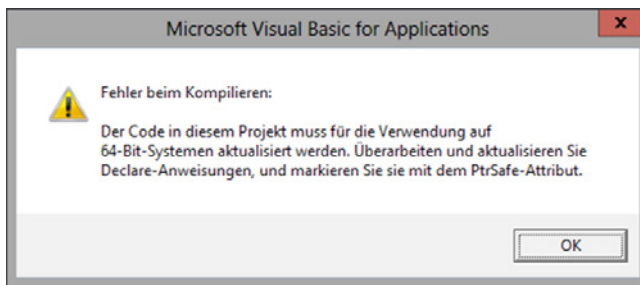 Microsoft Visual Basic for Applications
x
Fehler beim Kompilieren:
Der Code in diesem Projekt muss für die Verwendung auf
64-Bit-Systemen aktualisiert werden. Überarbeiten und aktualisieren Sie
Declare-Anweisungen, und markieren Sie sie mit dem PtrSafe-Attribut.
OK